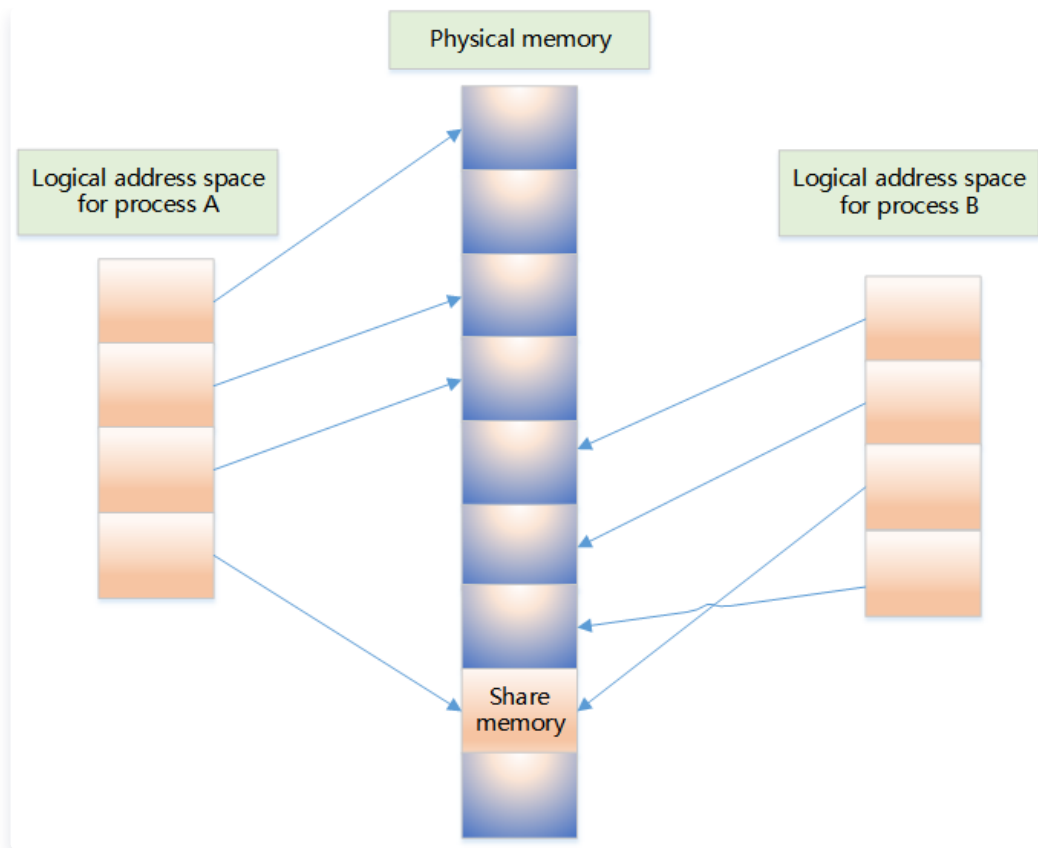 Physical memory
Logical address space
for process A
Logical address space
for process B
Share
memory